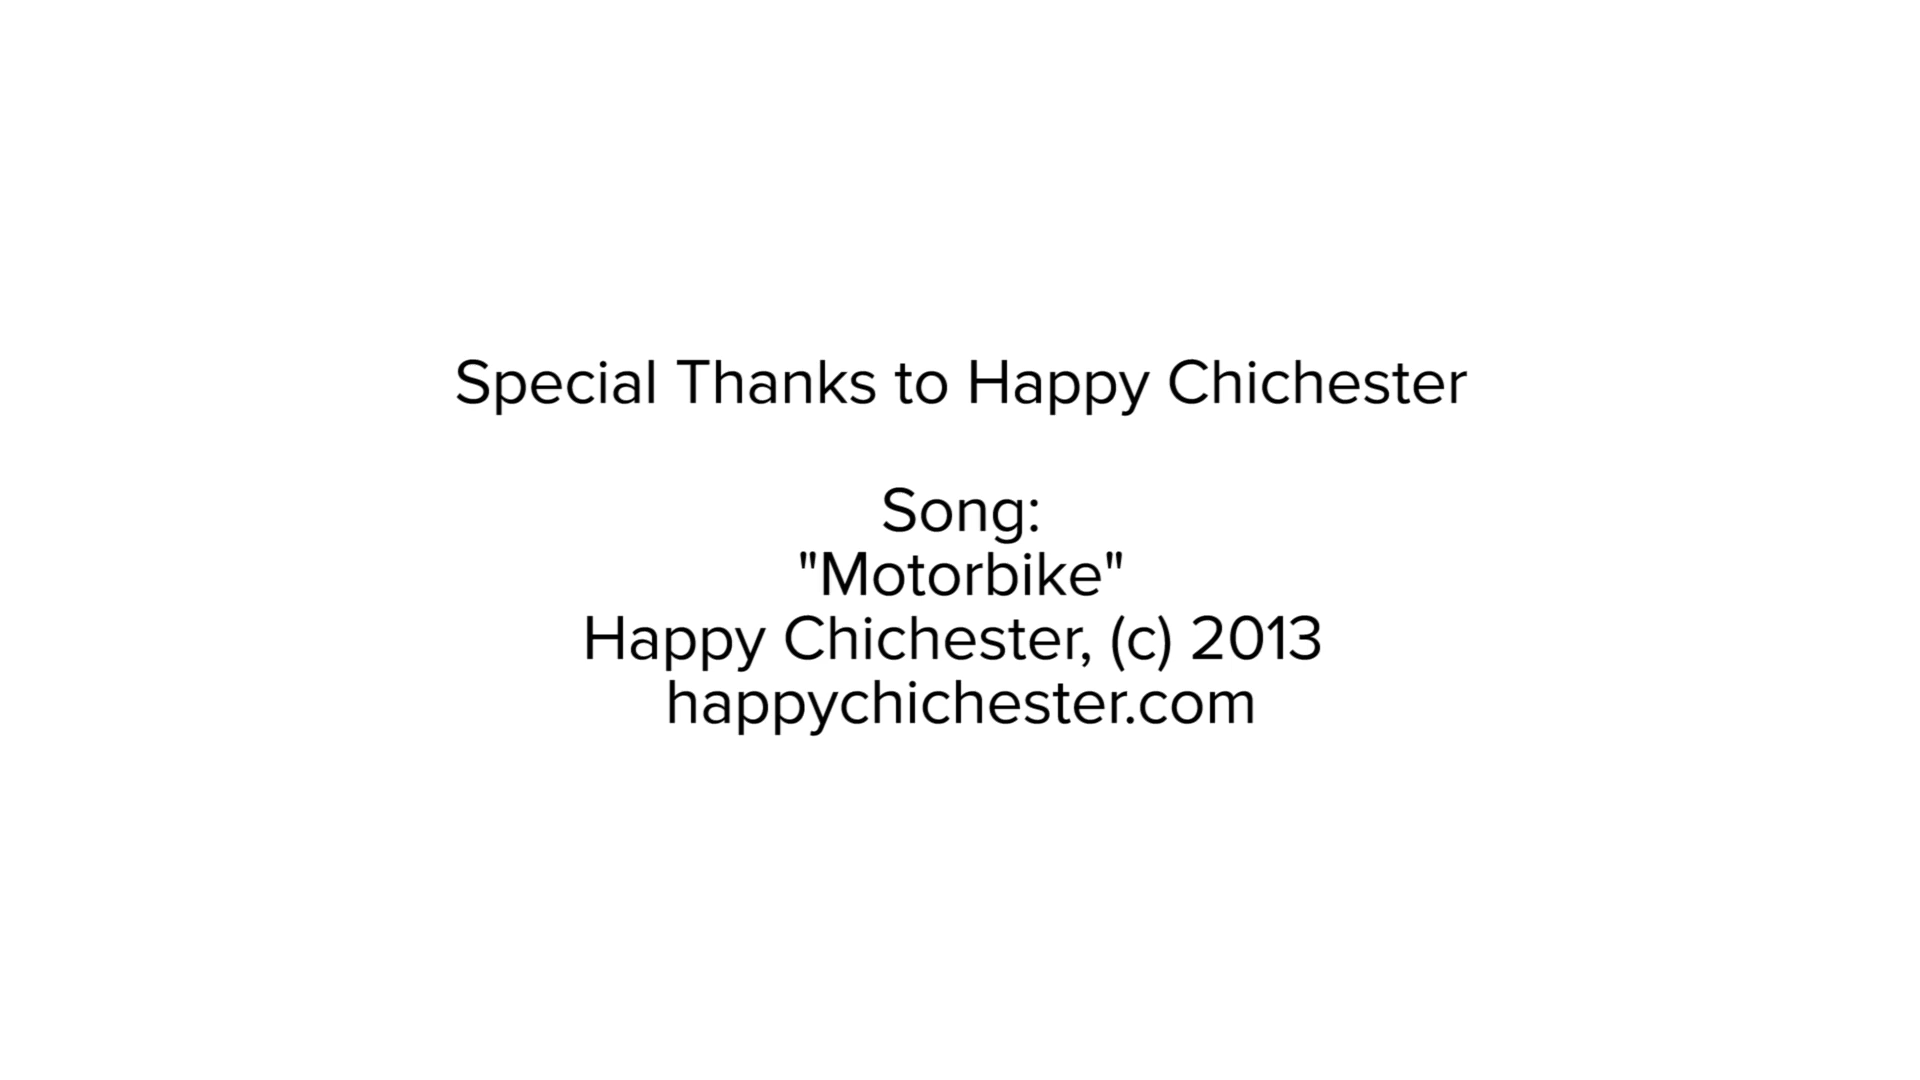 Special Thanks to Happy Chichester
Song:
"Motorbike"
Happy Chichester, (c) 2013
happychichester.com